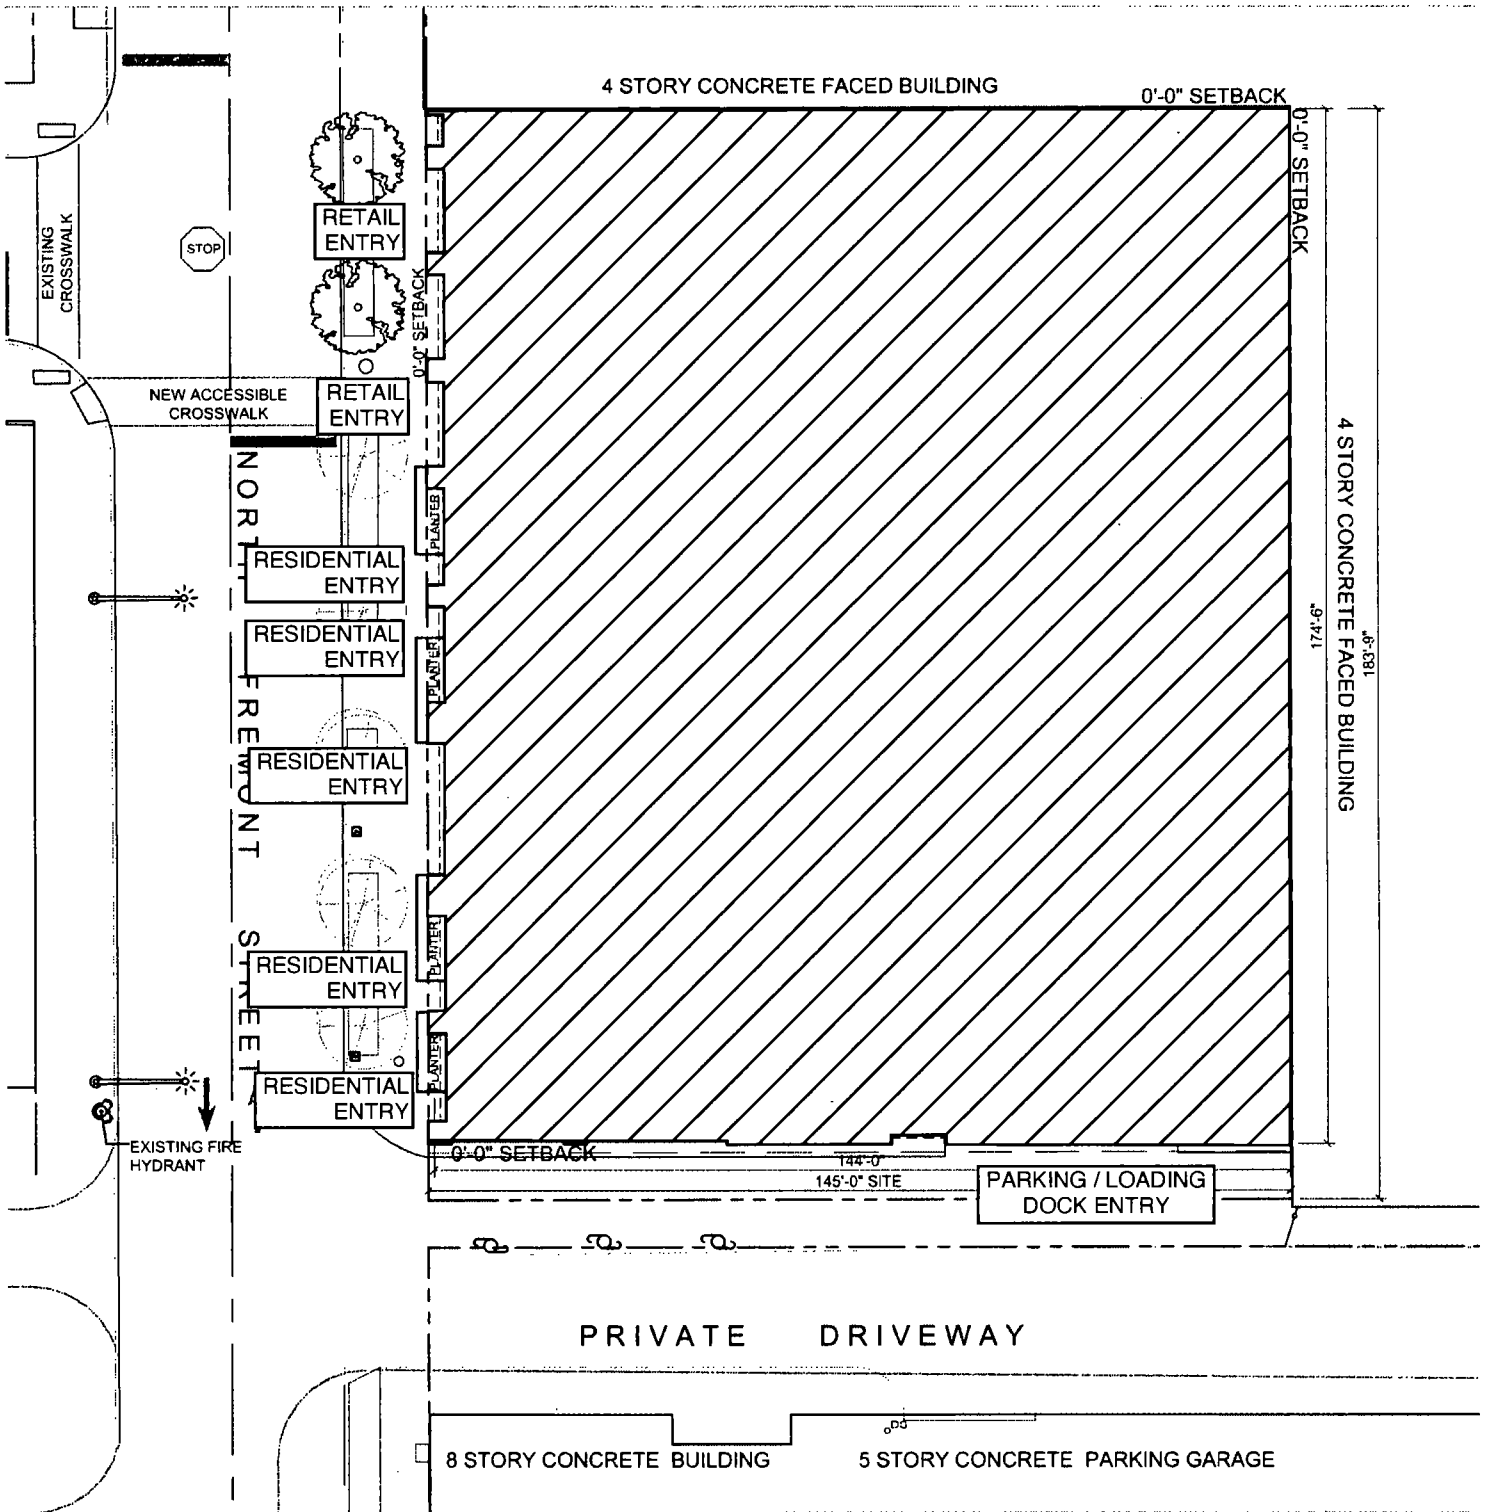 4 STORY CONCRETE FACED BUILDING
0'-0" SETBACK
0'-0" SETBACK
RETAIL
ENTRY
EXISTING
CROSSWALK
STOP
0'-0" SETBACK
NEW ACCESSIBLE
CROSSWALK
RETAIL
ENTRY
4 STORY CONCRETE FACED BUILDING
174'-9"
183'-9"
NORTH FREMONT STREET
PLANTER
RESIDENTIAL
ENTRY
RESIDENTIAL
ENTRY
PLANTER
RESIDENTIAL
ENTRY
PLANTER
RESIDENTIAL
ENTRY
PLANTER
RESIDENTIAL
ENTRY
EXISTING FIRE
HYDRANT
0'-0" SETBACK
144'-0"
145'-0" SITE
PARKING / LOADING
DOCK ENTRY
PRIVATE DRIVEWAY
8 STORY CONCRETE BUILDING
5 STORY CONCRETE PARKING GARAGE